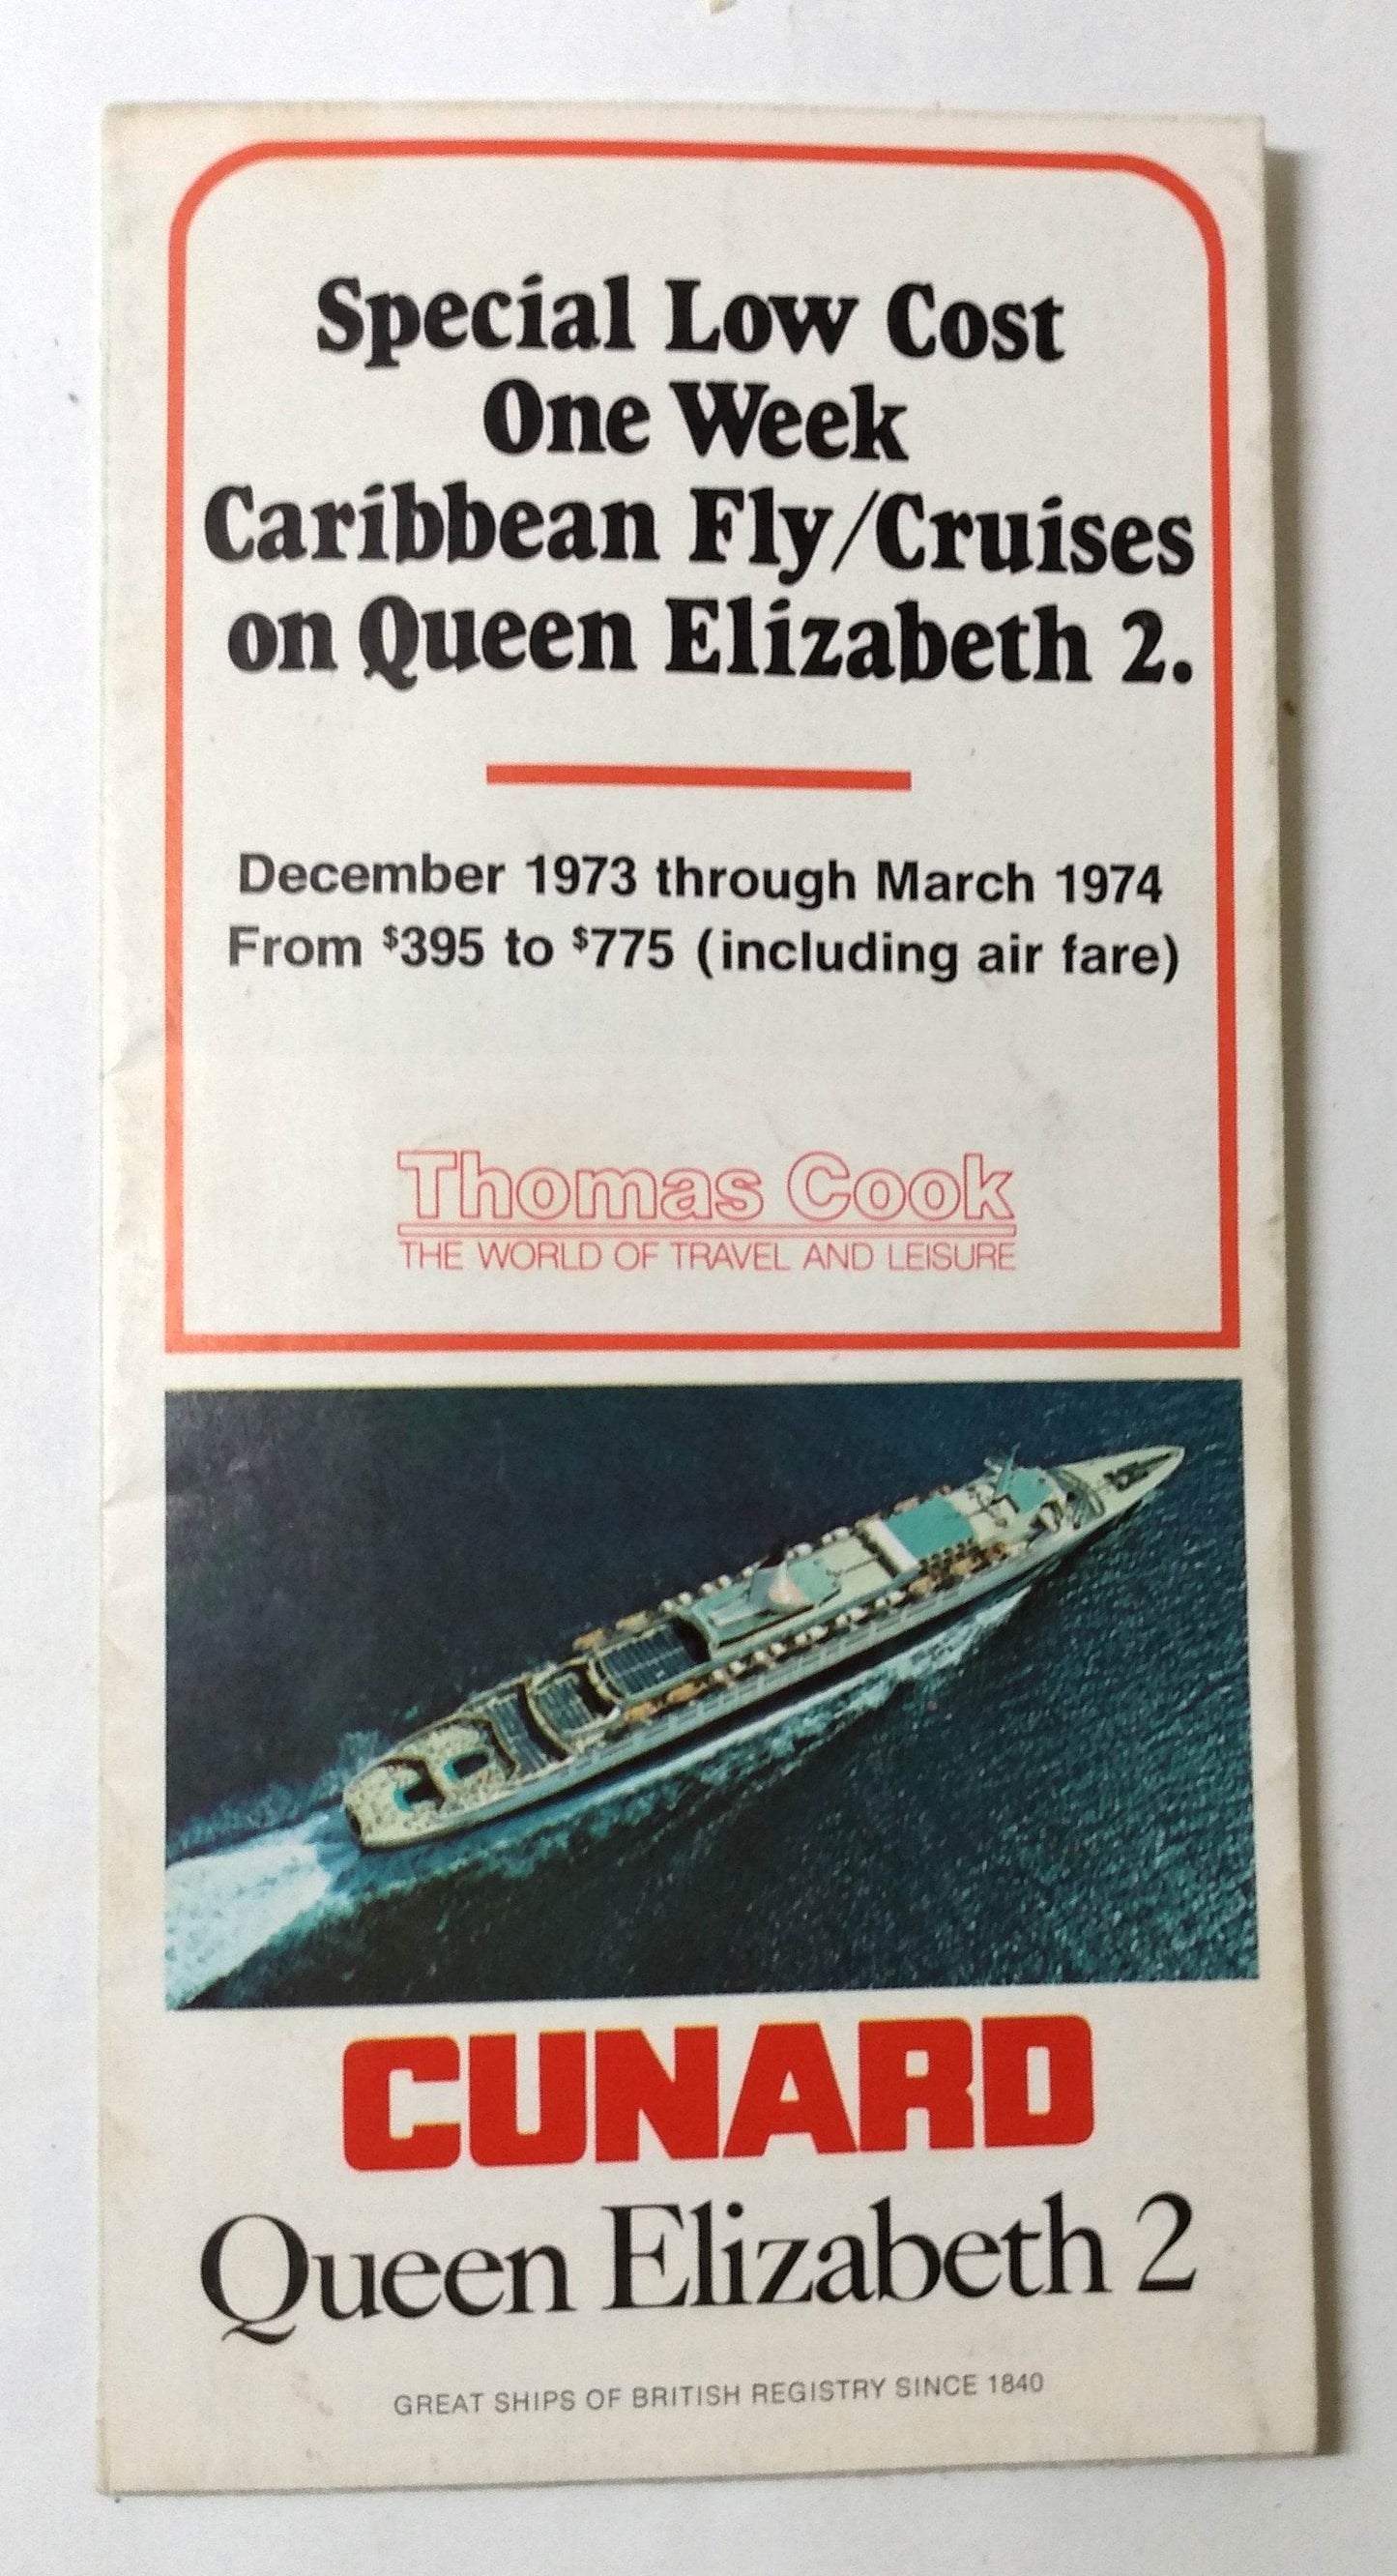 Special Low Cost
One Week
Caribbean Fly/Cruises
on Queen Elizabeth 2.
December 1973 through March 1974
From $395 to $775 (including air fare)
Thomas Cook
THE WORLD OF TRAVEL AND LEISURE
CUNARD
Queen Elizabeth 2
GREAT SHIPS OF BRITISH REGISTRY SINCE 1840